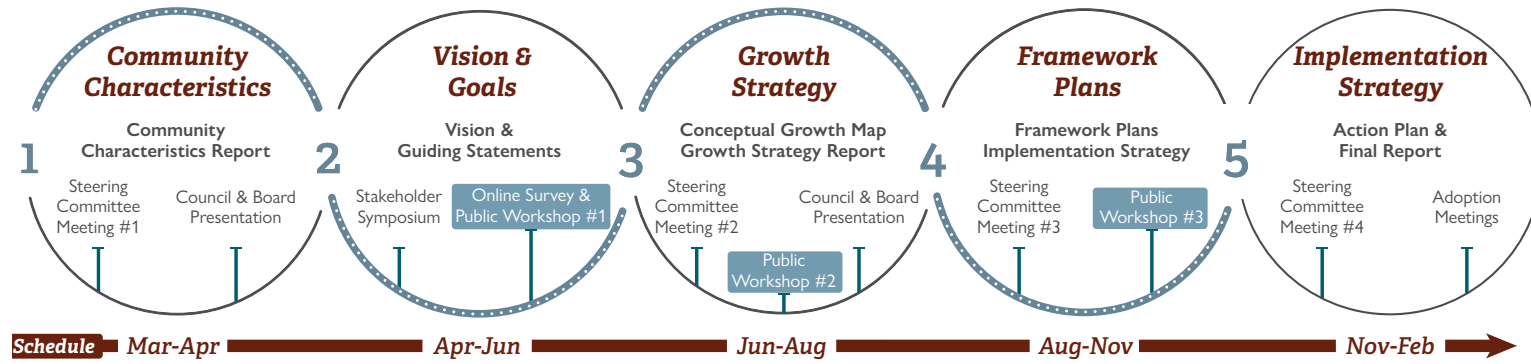 1
Community
Characteristics
Community
Characteristics Report
Steering
Committee
Meeting #1
Council & Board
Presentation
2
Vision &
Goals
Vision &
Guiding Statements
Stakeholder
Symposium
Online Survey &
Public Workshop #1
3
Growth
Strategy
Conceptual Growth Map
Growth Strategy Report
Steering
Committee
Meeting #2
Public
Workshop #2
Council & Board
Presentation
4
Framework
Plans
Framework Plans
Implementation Strategy
Steering
Committee
Meeting #3
Public
Workshop #3
5
Implementation
Strategy
Action Plan &
Final Report
Steering
Committee
Meeting #4
Adoption
Meetings
Schedule Mar-Apr Apr-Jun Jun-Aug Aug-Nov Nov-Feb